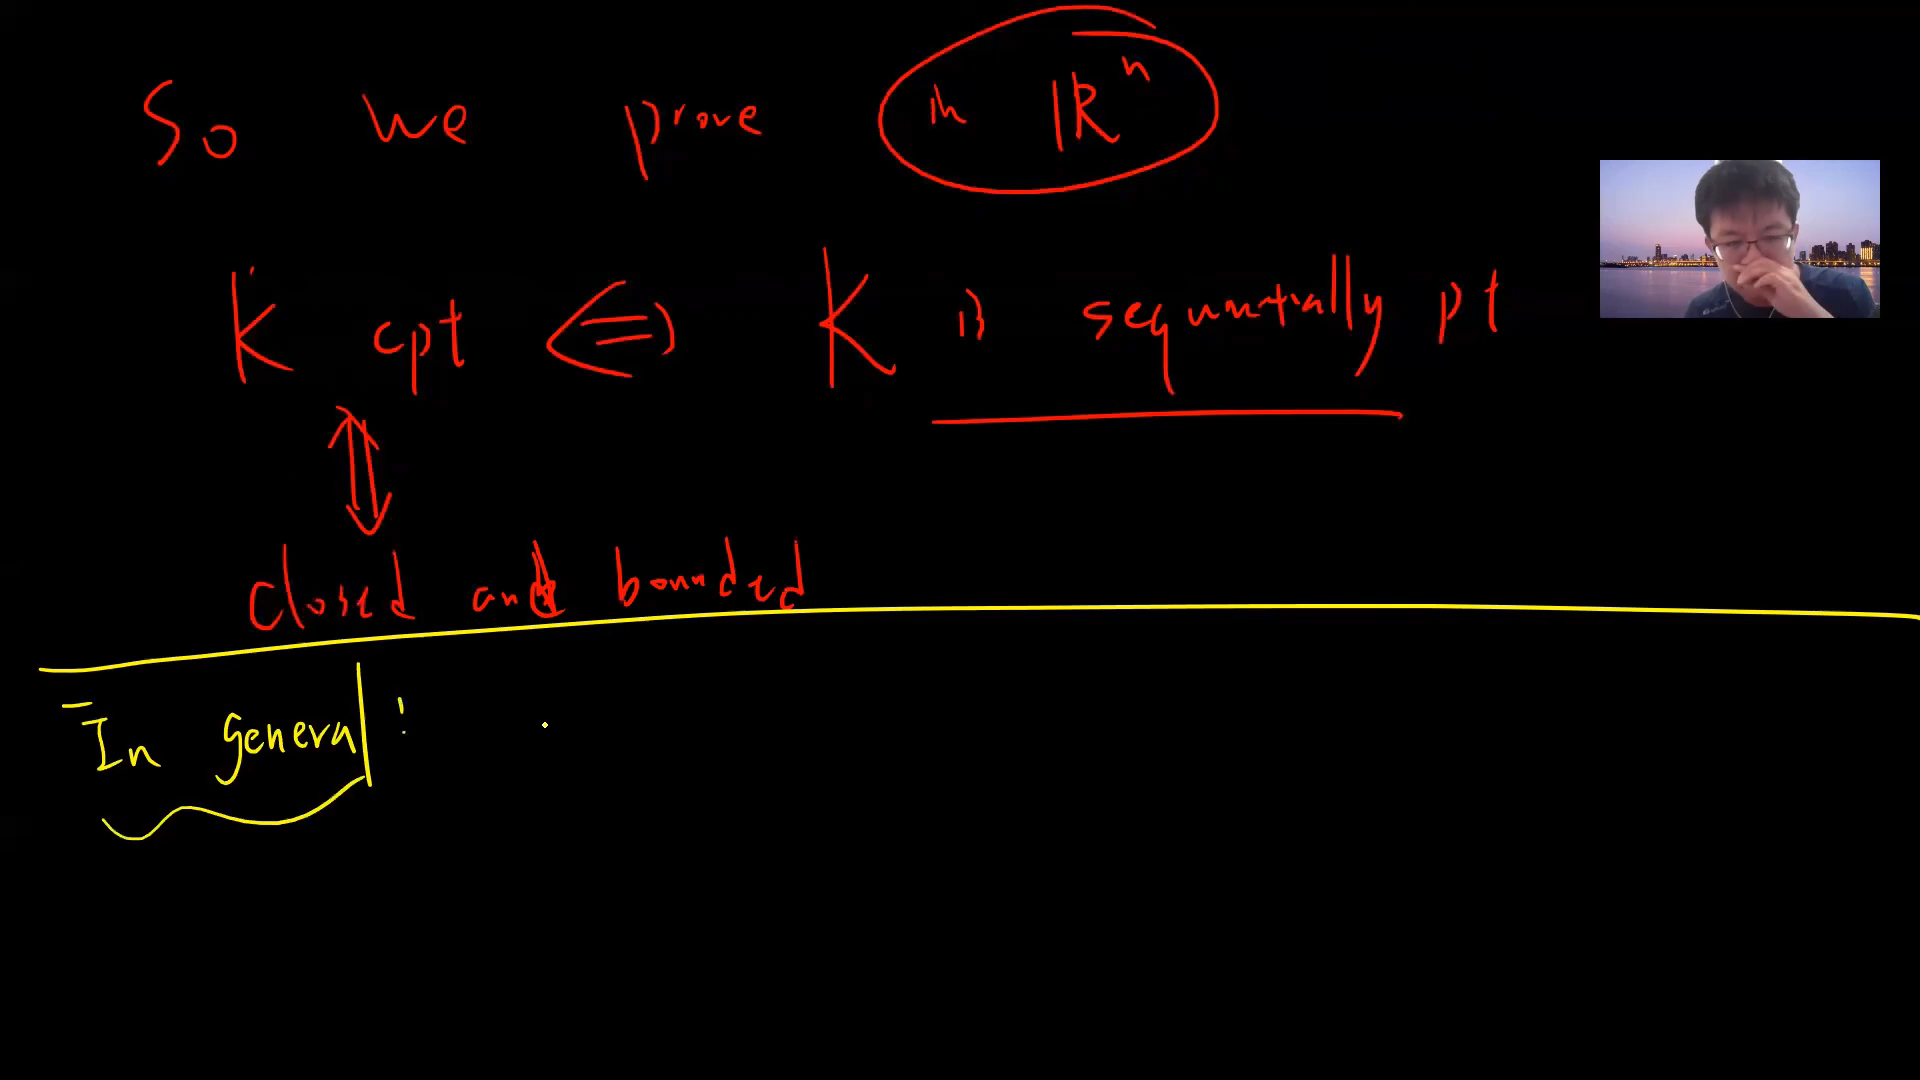 So we prove in ℝⁿ
K cpt ⇔ K is sequentially pt
⇕
closed and bounded
In general :